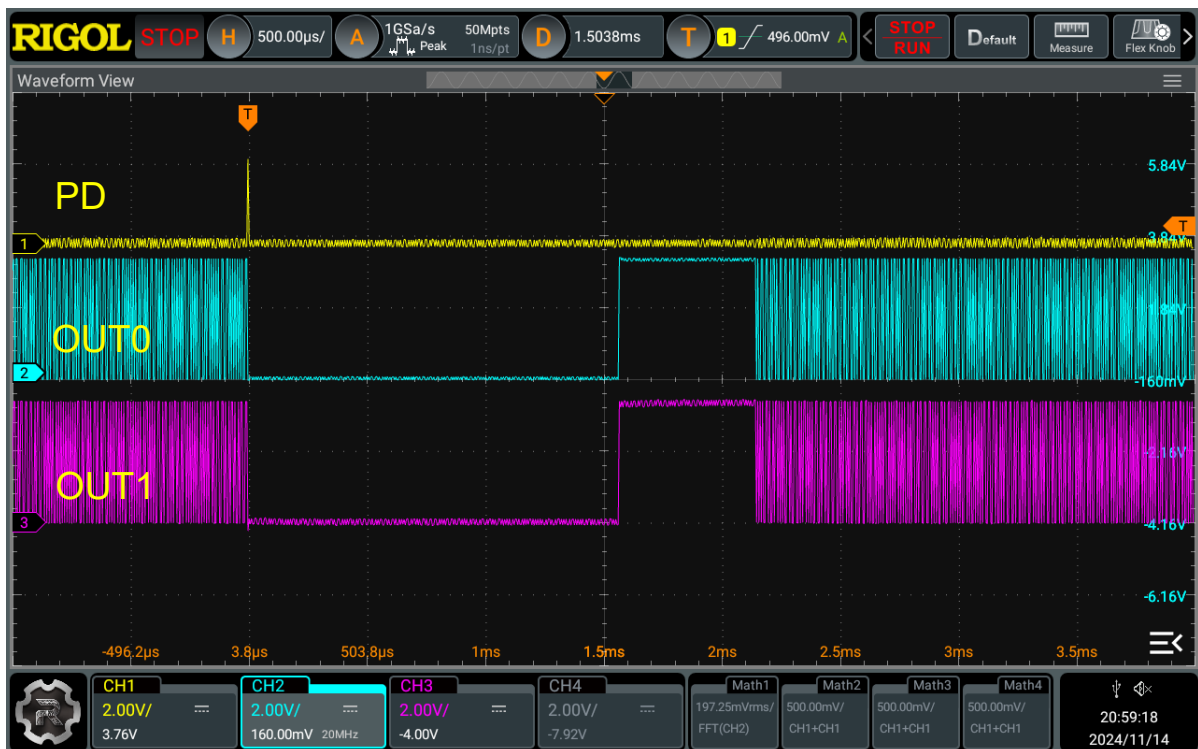 RIGOL STOP H 500.00µs/ A 1GSa/s 50Mpts Peak 1ns/pt D 1.5038ms T 1 496.00mV A < STOP RUN Default Measure Flex Knob >
Waveform View
T
5.84V
PD
T
1
3.84V
1.84V
OUT0
2
-160mV
-2.16V
OUT1
3
-4.16V
-6.16V
-496.2µs 3.8µs 503.8µs 1ms 1.5ms 2ms 2.5ms 3ms 3.5ms
CH1 CH2 CH3 CH4 Math1 Math2 Math3 Math4
2.00V/ 2.00V/ 2.00V/ 2.00V/ 197.25mVrms/ 500.00mV/ 500.00mV/ 500.00mV/
3.76V 160.00mV 20MHz -4.00V -7.92V FFT(CH2) CH1+CH1 CH1+CH1 CH1+CH1
20:59:18
2024/11/14